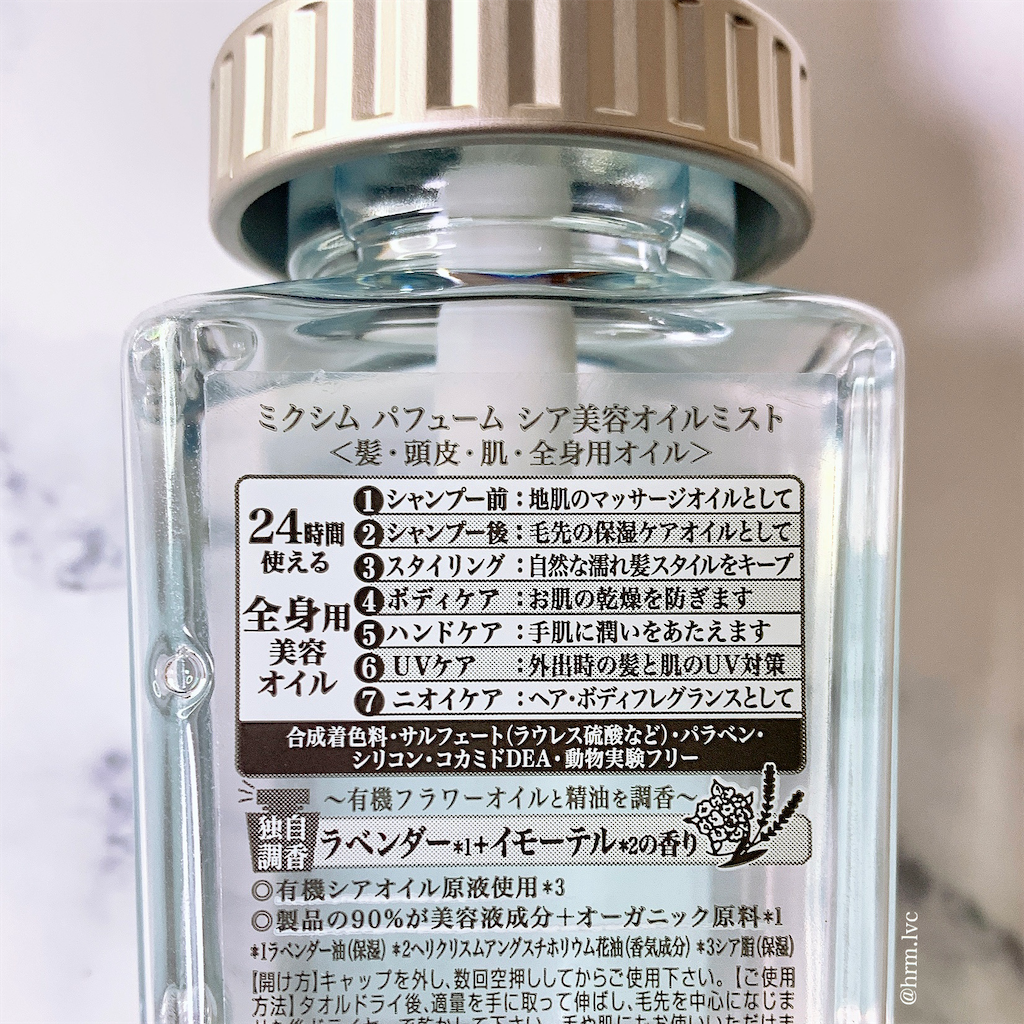 ミクシム パフューム シア美容オイルミスト
＜髪・頭皮・肌・全身用オイル＞
24時間
使える
全身用
美容
オイル
❶シャンプー前：地肌のマッサージオイルとして
❷シャンプー後：毛先の保湿ケアオイルとして
❸スタイリング：自然な濡れ髪スタイルをキープ
❹ボディケア：お肌の乾燥を防ぎます
❺ハンドケア：手肌に潤いをあたえます
❻UVケア：外出時の髪と肌のUV対策
❼ニオイケア：ヘア・ボディフレグランスとして
合成着色料・サルフェート(ラウレス硫酸など)・パラベン・
シリコン・コカミドDEA・動物実験フリー
〜有機フラワーオイルと精油を調香〜
独自
調香
ラベンダー*1+イモーテル*2の香り
◎有機シアオイル原液使用*3
◎製品の90%が美容液成分＋オーガニック原料*1
*1ラベンダー油(保湿) *2ヘリクリスムアングスチホリウム花油(香気成分) *3シア脂(保湿)
【開け方】キャップを外し、数回空押ししてからご使用下さい。【ご使用
方法】タオルドライ後、適量を手に取って伸ばし、毛先を中心になじま
@hrm.lvc